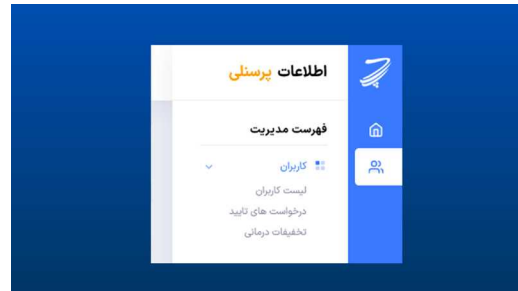 اطلاعات پرسنلی
فهرست مدیریت
کاربران
لیست کاربران
درخواست های تایید
تخفیفات درمانی